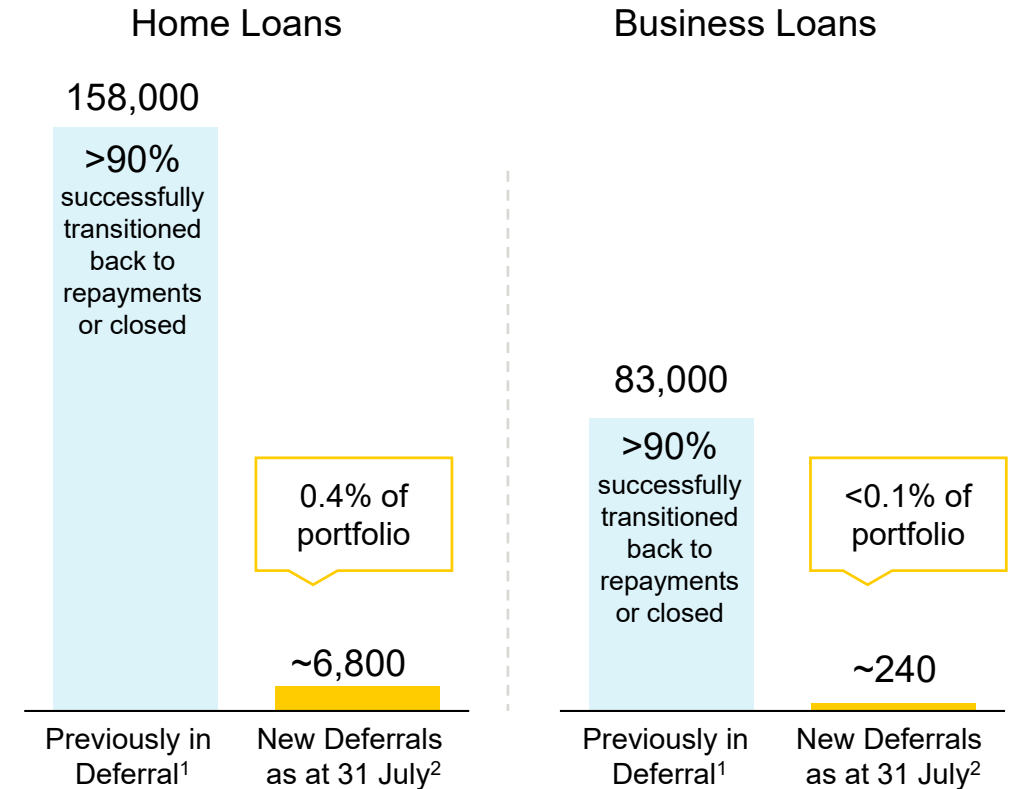 Home Loans
158,000
>90%
successfully
transitioned
back to
repayments
or closed
0.4% of
portfolio
~6,800
Previously in
Deferral¹
New Deferrals
as at 31 July²
Business Loans
83,000
>90%
successfully
transitioned
back to
repayments
or closed
<0.1% of
portfolio
~240
Previously in
Deferral¹
New Deferrals
as at 31 July²